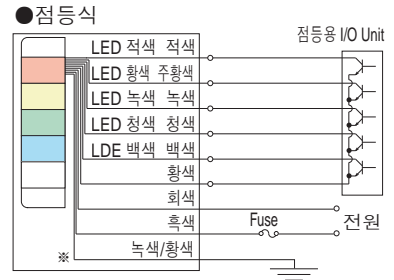 ●점등식
점등용 I/O Unit
LED 적색 적색
LED 황색 주황색
LED 녹색 녹색
LED 청색 청색
LDE 백색 백색
황색
회색
흑색 Fuse 전원
녹색/황색
※